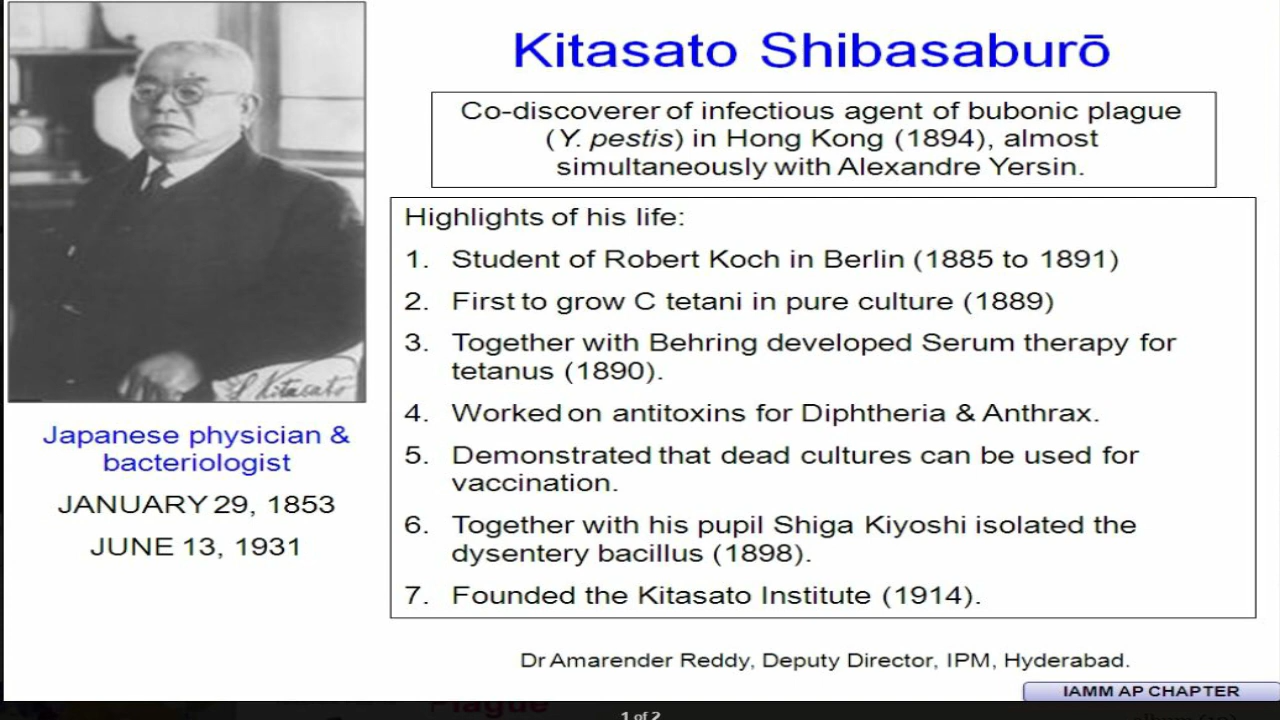 Kitasato Shibasaburō
Co-discoverer of infectious agent of bubonic plague
(Y. pestis) in Hong Kong (1894), almost
simultaneously with Alexandre Yersin.
Highlights of his life:
1. Student of Robert Koch in Berlin (1885 to 1891)
2. First to grow C tetani in pure culture (1889)
3. Together with Behring developed Serum therapy for
tetanus (1890).
4. Worked on antitoxins for Diphtheria & Anthrax.
5. Demonstrated that dead cultures can be used for
vaccination.
6. Together with his pupil Shiga Kiyoshi isolated the
dysentery bacillus (1898).
7. Founded the Kitasato Institute (1914).
S. Kitasato
Japanese physician &
bacteriologist
JANUARY 29, 1853
JUNE 13, 1931
Dr Amarender Reddy, Deputy Director, IPM, Hyderabad.
IAMM AP CHAPTER
Plague
1 of 2